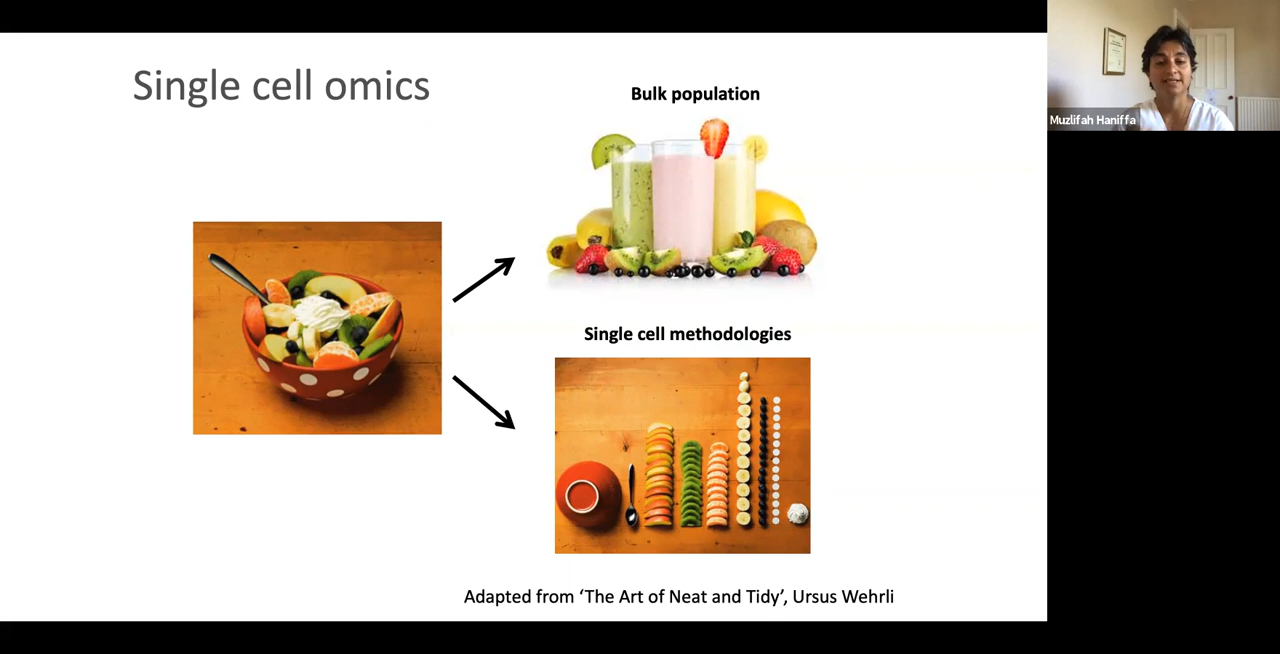 Single cell omics
Bulk population
Muzlifah Haniffa
Single cell methodologies
Adapted from ‘The Art of Neat and Tidy’, Ursus Wehrli